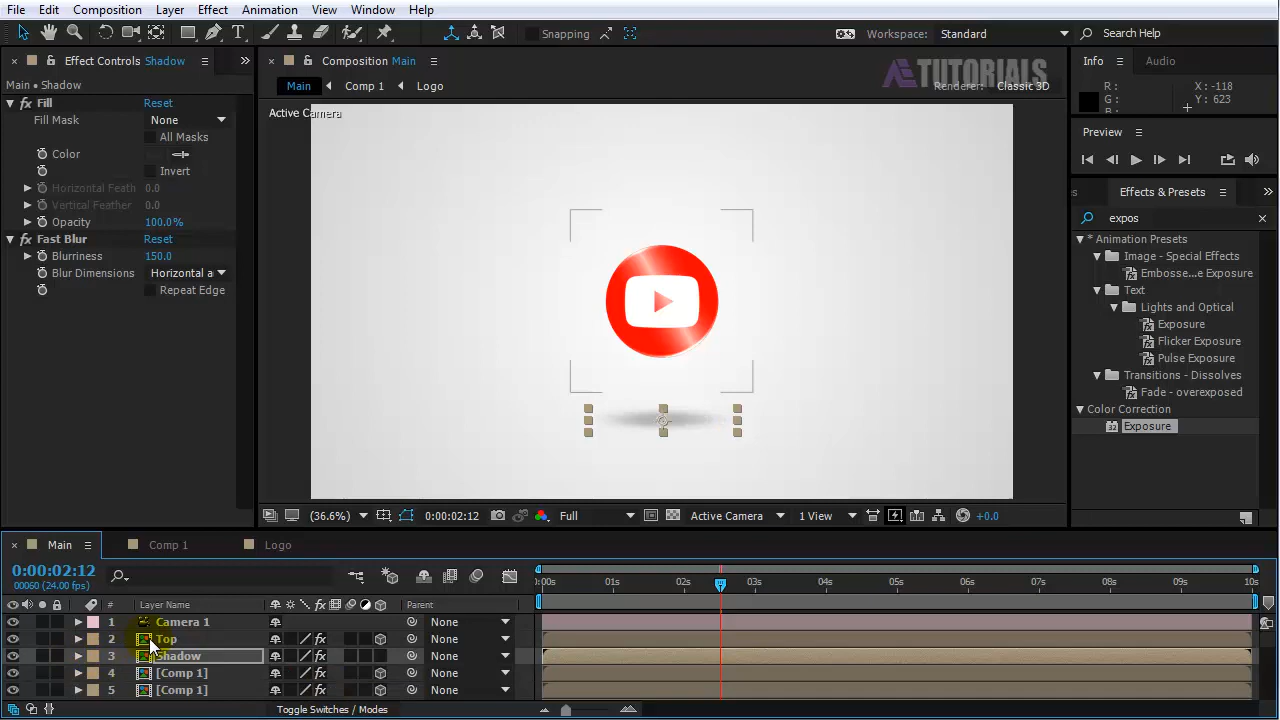 File Edit Composition Layer Effect Animation View Window Help
Snapping Workspace: Standard Search Help
Effect Controls Shadow
Main • Shadow
fx Fill Reset
Fill Mask None
All Masks
Color
Invert
Horizontal Feath 0.0
Vertical Feather 0.0
Opacity 100.0%
fx Fast Blur Reset
Blurriness 150.0
Blur Dimensions Horizontal a
Repeat Edge
Composition Main
Main Comp 1 Logo
AETUTORIALS
Renderer: Classic 3D
Active Camera
(36.6%) 0:00:02:12 Full Active Camera 1 View +0.0
Info Audio
R : X : -118
G : Y : 623
B :
Preview
s Effects & Presets
expos
* Animation Presets
Image - Special Effects
Embosse...e Exposure
Text
Lights and Optical
Exposure
Flicker Exposure
Pulse Exposure
Transitions - Dissolves
Fade - overexposed
Color Correction
32 Exposure
Main Comp 1 Logo
0:00:02:12
00060 (24.00 fps)
0:00s 01s 02s 03s 04s 05s 06s 07s 08s 09s 10s
# Layer Name fx Parent
1 Camera 1 None
2 Top fx None
3 Shadow fx None
4 [Comp 1] fx None
5 [Comp 1] fx None
Toggle Switches / Modes